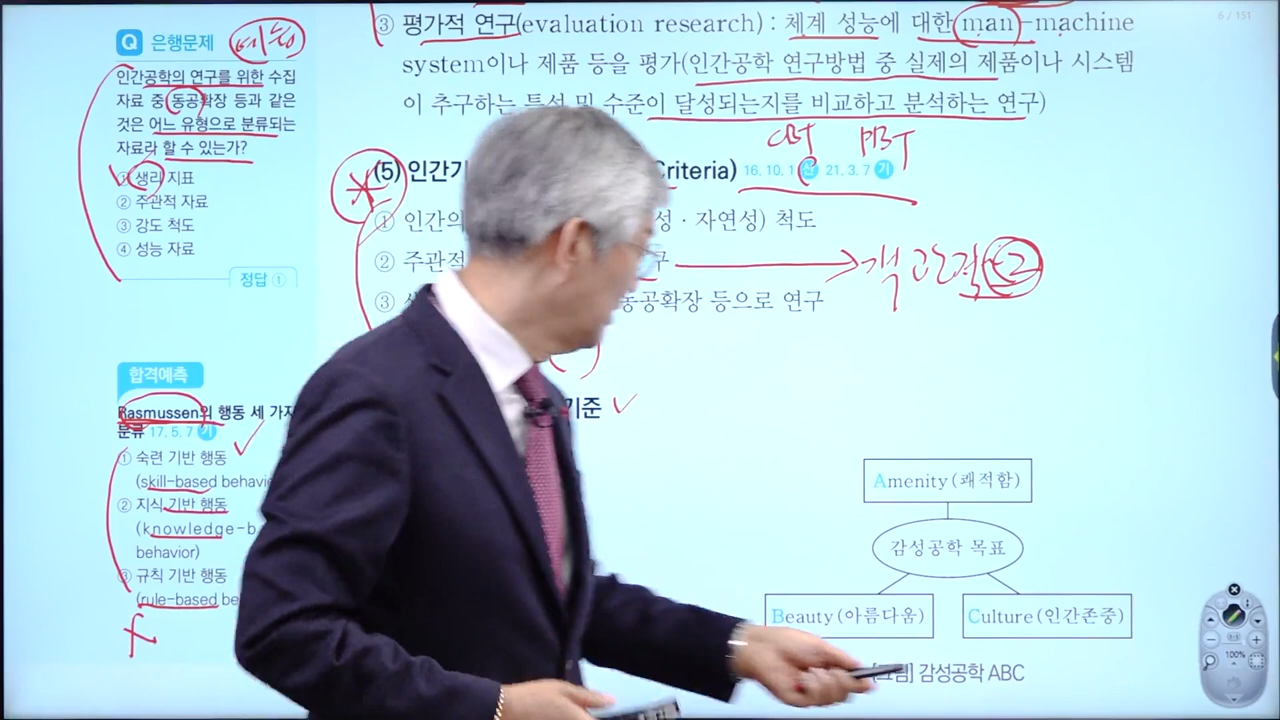 6 / 151
Q 은행문제
예상
인간공학의 연구를 위한 수집
자료 중 동공확장 등과 같은
것은 어느 유형으로 분류되는
자료라 할 수 있는가?
① 생리 지표
② 주관적 자료
③ 강도 척도
④ 성능 자료
정답 ①
합격예측
Rasmussen의 행동 세 가지
분류 17. 5. 7 기
① 숙련 기반 행동
(skill-based behavio
② 지식 기반 행동
(knowledge-b
behavior)
③ 규칙 기반 행동
(rule-based be
③ 평가적 연구(evaluation research) : 체계 성능에 대한 man-machine
system이나 제품 등을 평가(인간공학 연구방법 중 실제의 제품이나 시스템
이 추구하는 특성 및 수준이 달성되는지를 비교하고 분석하는 연구)
CBT PBT
(5) 인간기 Criteria) 16. 10. 1 산 21. 3. 7 기
① 인간의 성·자연성) 척도
② 주관적 구
객관적
③ 동공확장 등으로 연구
기준
Amenity(쾌적함)
감성공학 목표
Beauty(아름다움) Culture(인간존중)
[그림] 감성공학 ABC
100%